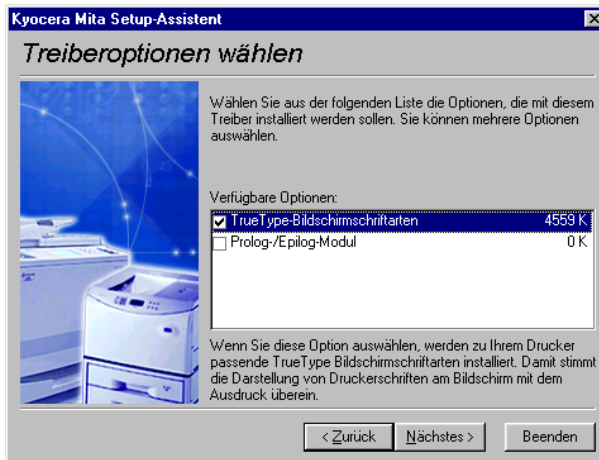 Kyocera Mita Setup-Assistent
Treiberoptionen wählen
Wählen Sie aus der folgenden Liste die Optionen, die mit diesem
Treiber installiert werden sollen. Sie können mehrere Optionen
auswählen.
Verfügbare Optionen:
TrueType-Bildschirmschriftarten 4559 K
Prolog-/Epilog-Modul 0 K
Wenn Sie diese Option auswählen, werden zu Ihrem Drucker
passende TrueType Bildschirmschriftarten installiert. Damit stimmt
die Darstellung von Druckerschriften am Bildschirm mit dem
Ausdruck überein.
< Zurück Nächstes > Beenden